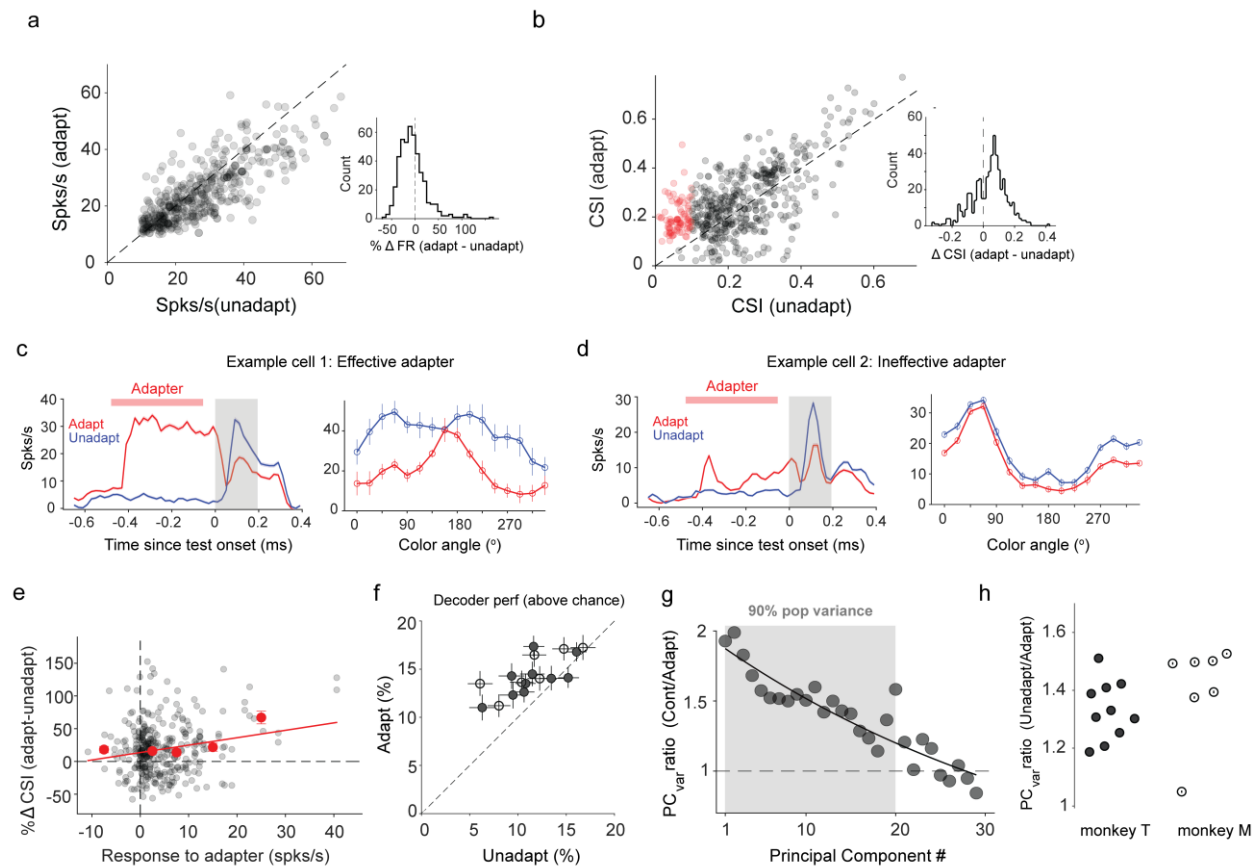 a
Spks/s (adapt)
60
40
20
0
0 20 40 60
Spks/s(unadapt)
Count
60
40
20
0
-50 0 50 100
% Δ FR (adapt - unadapt)
b
CSI (adapt)
0.6
0.4
0.2
0
0 0.2 0.4 0.6
CSI (unadapt)
Count
60
40
20
0
-0.2 0 0.2 0.4
Δ CSI (adapt - unadapt)
c
Example cell 1: Effective adapter
Adapter
Adapt
Unadapt
Spks/s
40
30
20
10
0
-0.6 -0.4 -0.2 0 0.2 0.4
Time since test onset (ms)
40
20
0
0 90 180 270
Color angle (°)
d
Example cell 2: Ineffective adapter
Adapter
Adapt
Unadapt
Spks/s
30
20
10
0
-0.6 -0.4 -0.2 0 0.2 0.4
Time since test onset (ms)
30
20
10
0
0 90 180 270
Color angle (°)
e
%Δ CSI (adapt-unadapt)
150
100
50
0
-50
-10 0 10 20 30 40
Response to adapter (spks/s)
f
Decoder perf (above chance)
Adapt (%)
20
15
10
5
0
0 5 10 15 20
Unadapt (%)
g
90% pop variance
PCvar ratio (Cont/Adapt)
2
1.5
1
1 10 20 30
Principal Component #
h
PCvar ratio (Unadapt/Adapt)
1.6
1.4
1.2
1
monkey T monkey M